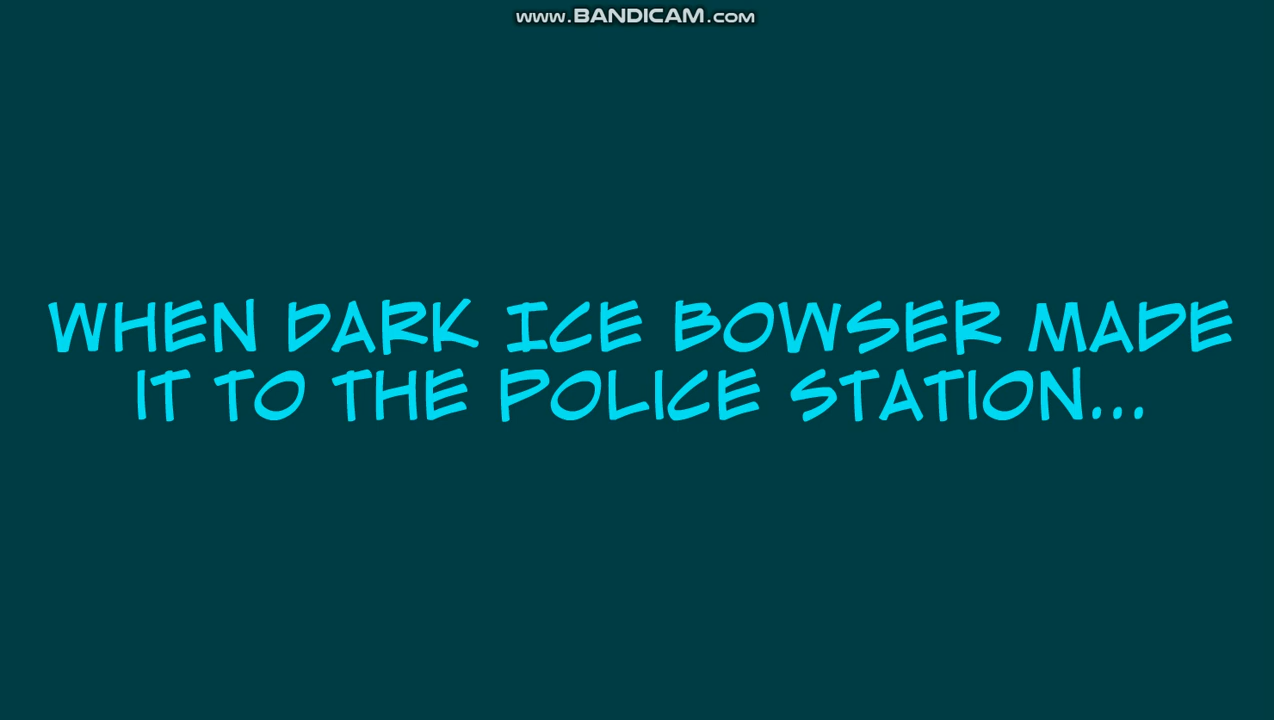 www.BANDICAM.com
WHEN DARK ICE BOWSER MADE
IT TO THE POLICE STATION...